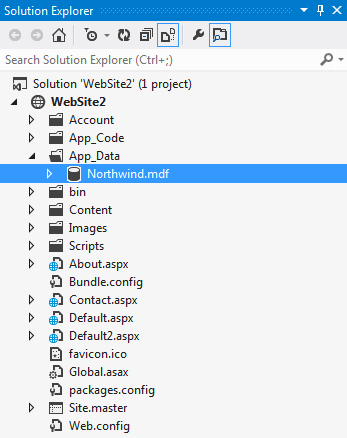 Solution Explorer
Search Solution Explorer (Ctrl+;)
Solution 'WebSite2' (1 project)
WebSite2
Account
App_Code
App_Data
Northwind.mdf
bin
Content
Images
Scripts
About.aspx
Bundle.config
Contact.aspx
Default.aspx
Default2.aspx
favicon.ico
Global.asax
packages.config
Site.master
Web.config